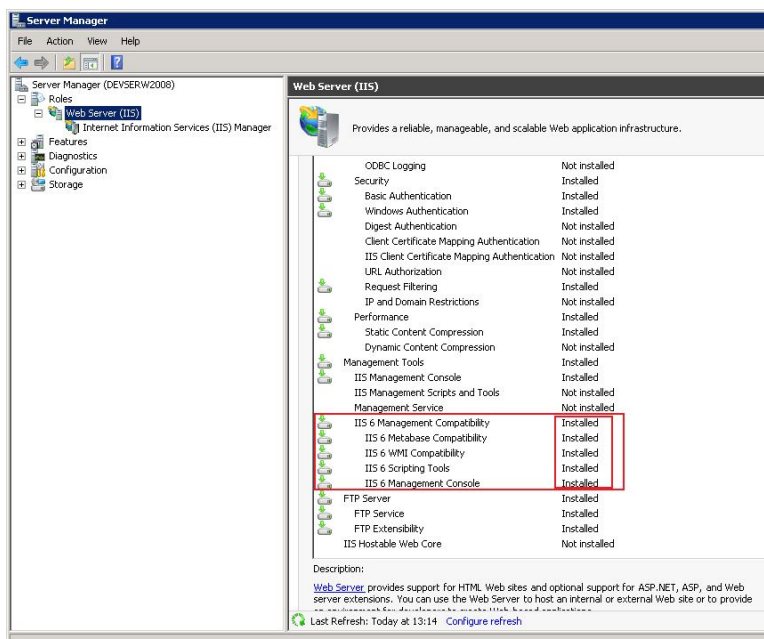 Server Manager
File Action View Help
Server Manager (DEVSERW2008)
Roles
Web Server (IIS)
Internet Information Services (IIS) Manager
Features
Diagnostics
Configuration
Storage
Web Server (IIS)
Provides a reliable, manageable, and scalable Web application infrastructure.
ODBC Logging Not installed
Security Installed
Basic Authentication Installed
Windows Authentication Installed
Digest Authentication Not installed
Client Certificate Mapping Authentication Not installed
IIS Client Certificate Mapping Authentication Not installed
URL Authorization Not installed
Request Filtering Installed
IP and Domain Restrictions Not installed
Performance Installed
Static Content Compression Installed
Dynamic Content Compression Not installed
Management Tools Installed
IIS Management Console Installed
IIS Management Scripts and Tools Not installed
Management Service Not installed
IIS 6 Management Compatibility Installed
IIS 6 Metabase Compatibility Installed
IIS 6 WMI Compatibility Installed
IIS 6 Scripting Tools Installed
IIS 6 Management Console Installed
FTP Server Installed
FTP Service Installed
FTP Extensibility Installed
IIS Hostable Web Core Not installed
Description:
Web Server provides support for HTML Web sites and optional support for ASP.NET, ASP, and Web
server extensions. You can use the Web Server to host an internal or external Web site or to provide
Last Refresh: Today at 13:14 Configure refresh